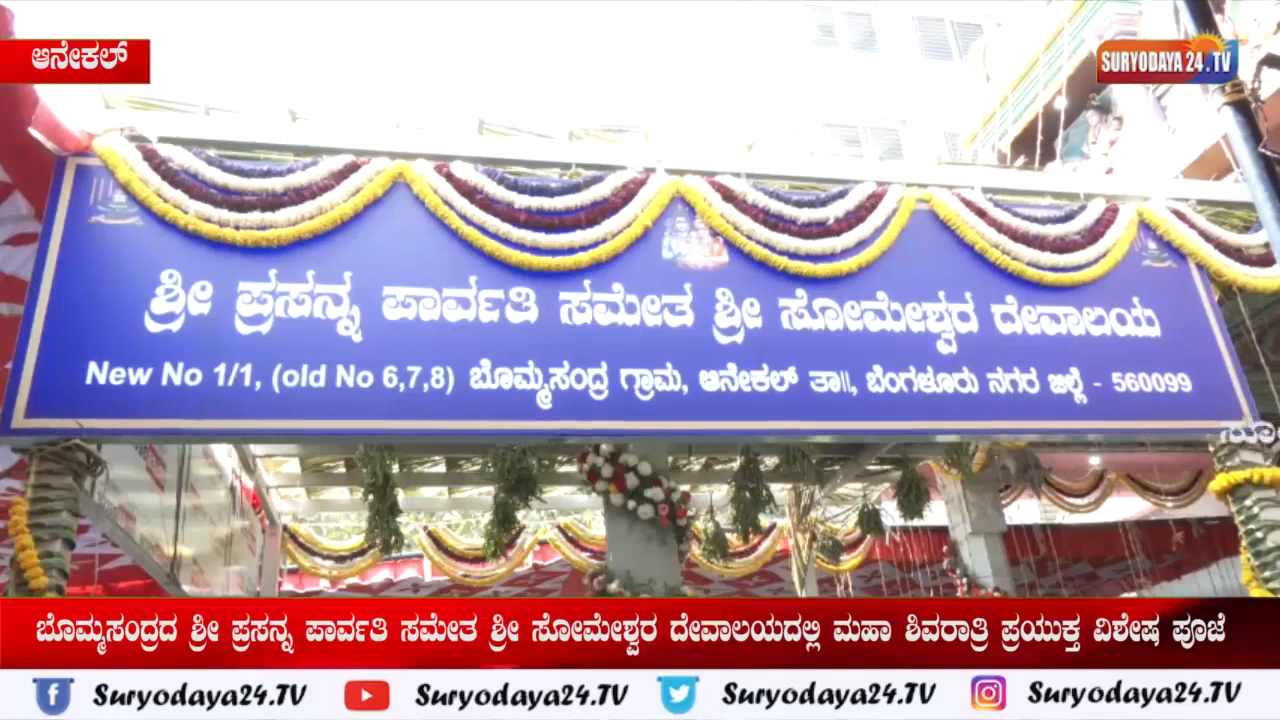 ಆನೇಕಲ್
SURYODAYA 24.TV
ಶ್ರೀ ಪ್ರಸನ್ನ ಪಾರ್ವತಿ ಸಮೇತ ಶ್ರೀ ಸೋಮೇಶ್ವರ ದೇವಾಲಯ
New No 1/1, (old No 6,7,8) ಬೊಮ್ಮಸಂದ್ರ ಗ್ರಾಮ, ಆನೇಕಲ್ ತಾ||, ಬೆಂಗಳೂರು ನಗರ ಜಿಲ್ಲೆ - 560099
ಬೊಮ್ಮಸಂದ್ರದ ಶ್ರೀ ಪ್ರಸನ್ನ ಪಾರ್ವತಿ ಸಮೇತ ಶ್ರೀ ಸೋಮೇಶ್ವರ ದೇವಾಲಯದಲ್ಲಿ ಮಹಾ ಶಿವರಾತ್ರಿ ಪ್ರಯುಕ್ತ ವಿಶೇಷ ಪೂಜೆ
Suryodaya24.TV Suryodaya24.TV Suryodaya24.TV Suryodaya24.TV